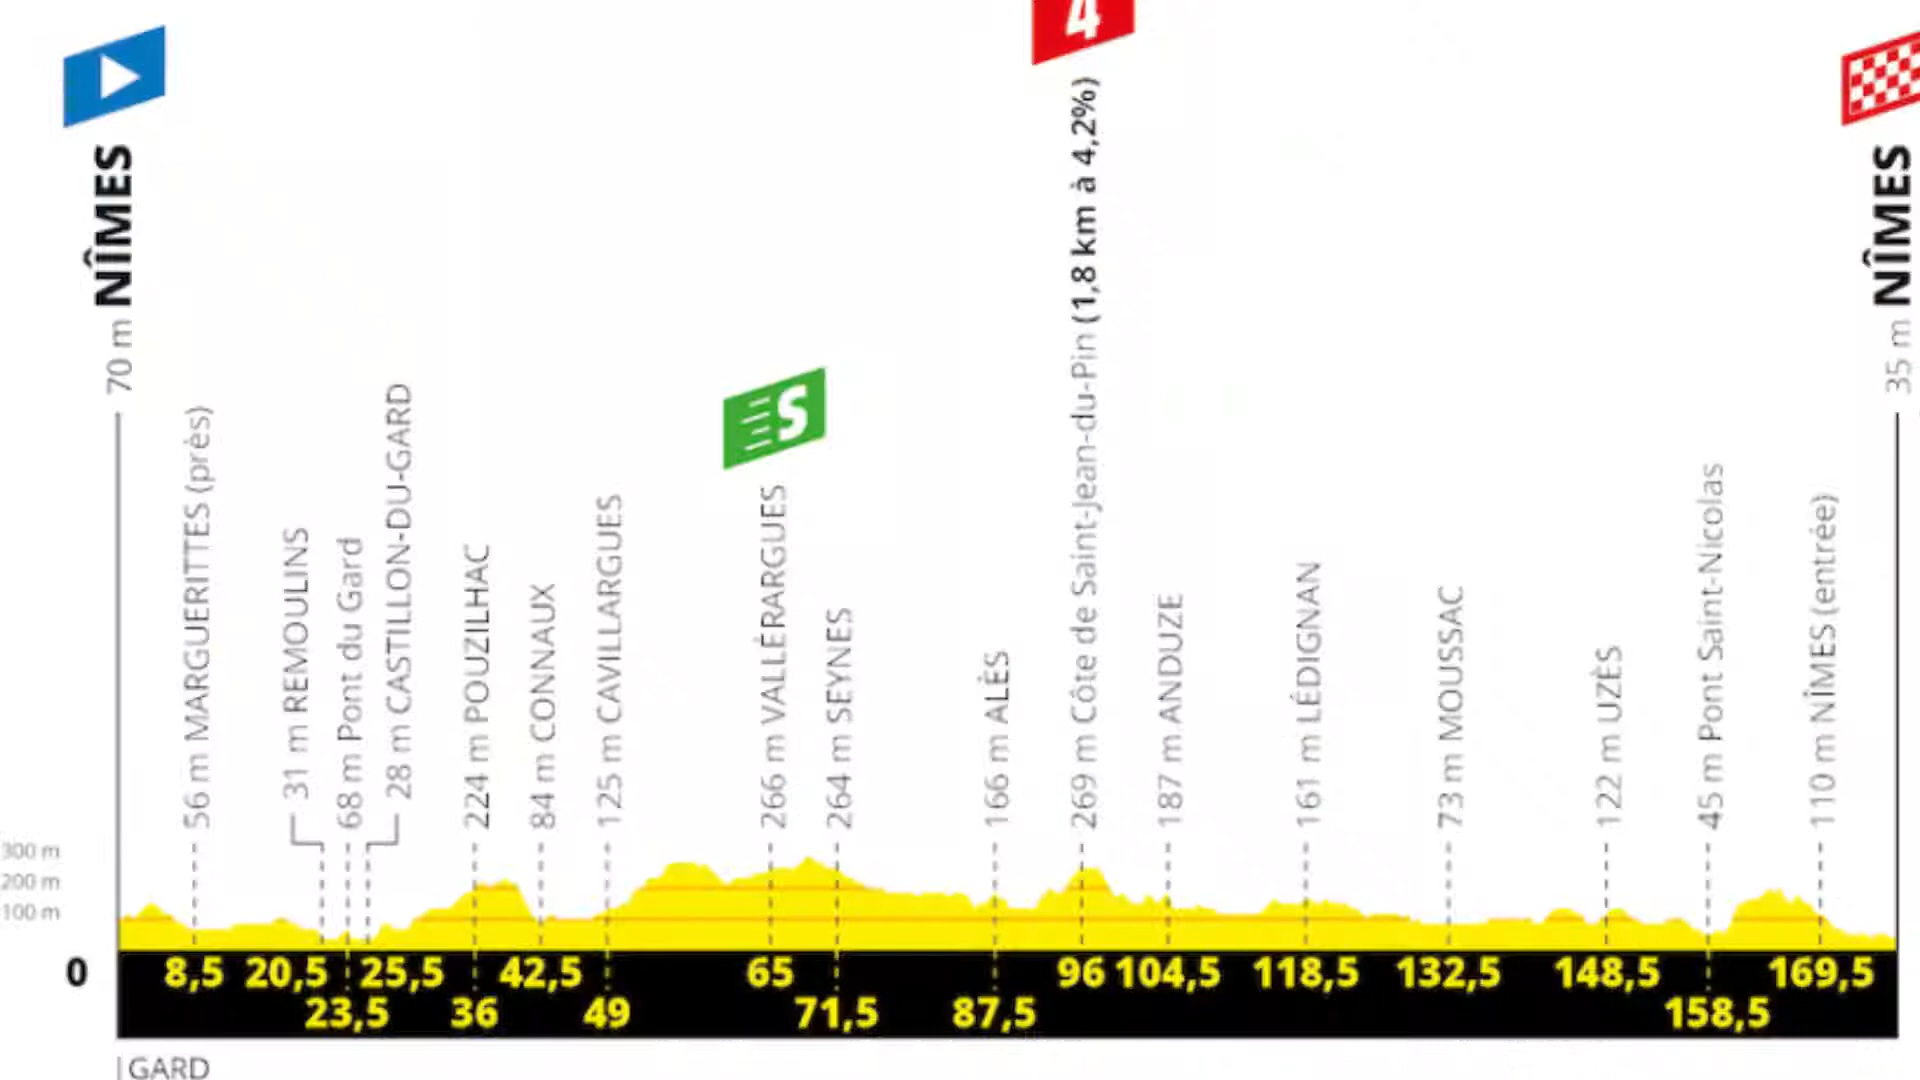 4
NÎMES
70 m
56 m MARGUERITTES (près)
31 m REMOULINS
68 m Pont du Gard
28 m CASTILLON-DU-GARD
224 m POUZILHAC
84 m CONNAUX
125 m CAVILLARGUES
S
266 m VALLÉRARGUES
264 m SEYNES
166 m ALÈS
269 m Côte de Saint-Jean-du-Pin (1,8 km à 4,2%)
187 m ANDUZE
161 m LÉDIGNAN
73 m MOUSSAC
122 m UZÈS
45 m Pont Saint-Nicolas
110 m NÎMES (entrée)
35 m NÎMES
300 m
200 m
100 m
0 8,5 20,5 25,5 42,5 65 96 104,5 118,5 132,5 148,5 169,5
23,5 36 49 71,5 87,5 158,5
GARD